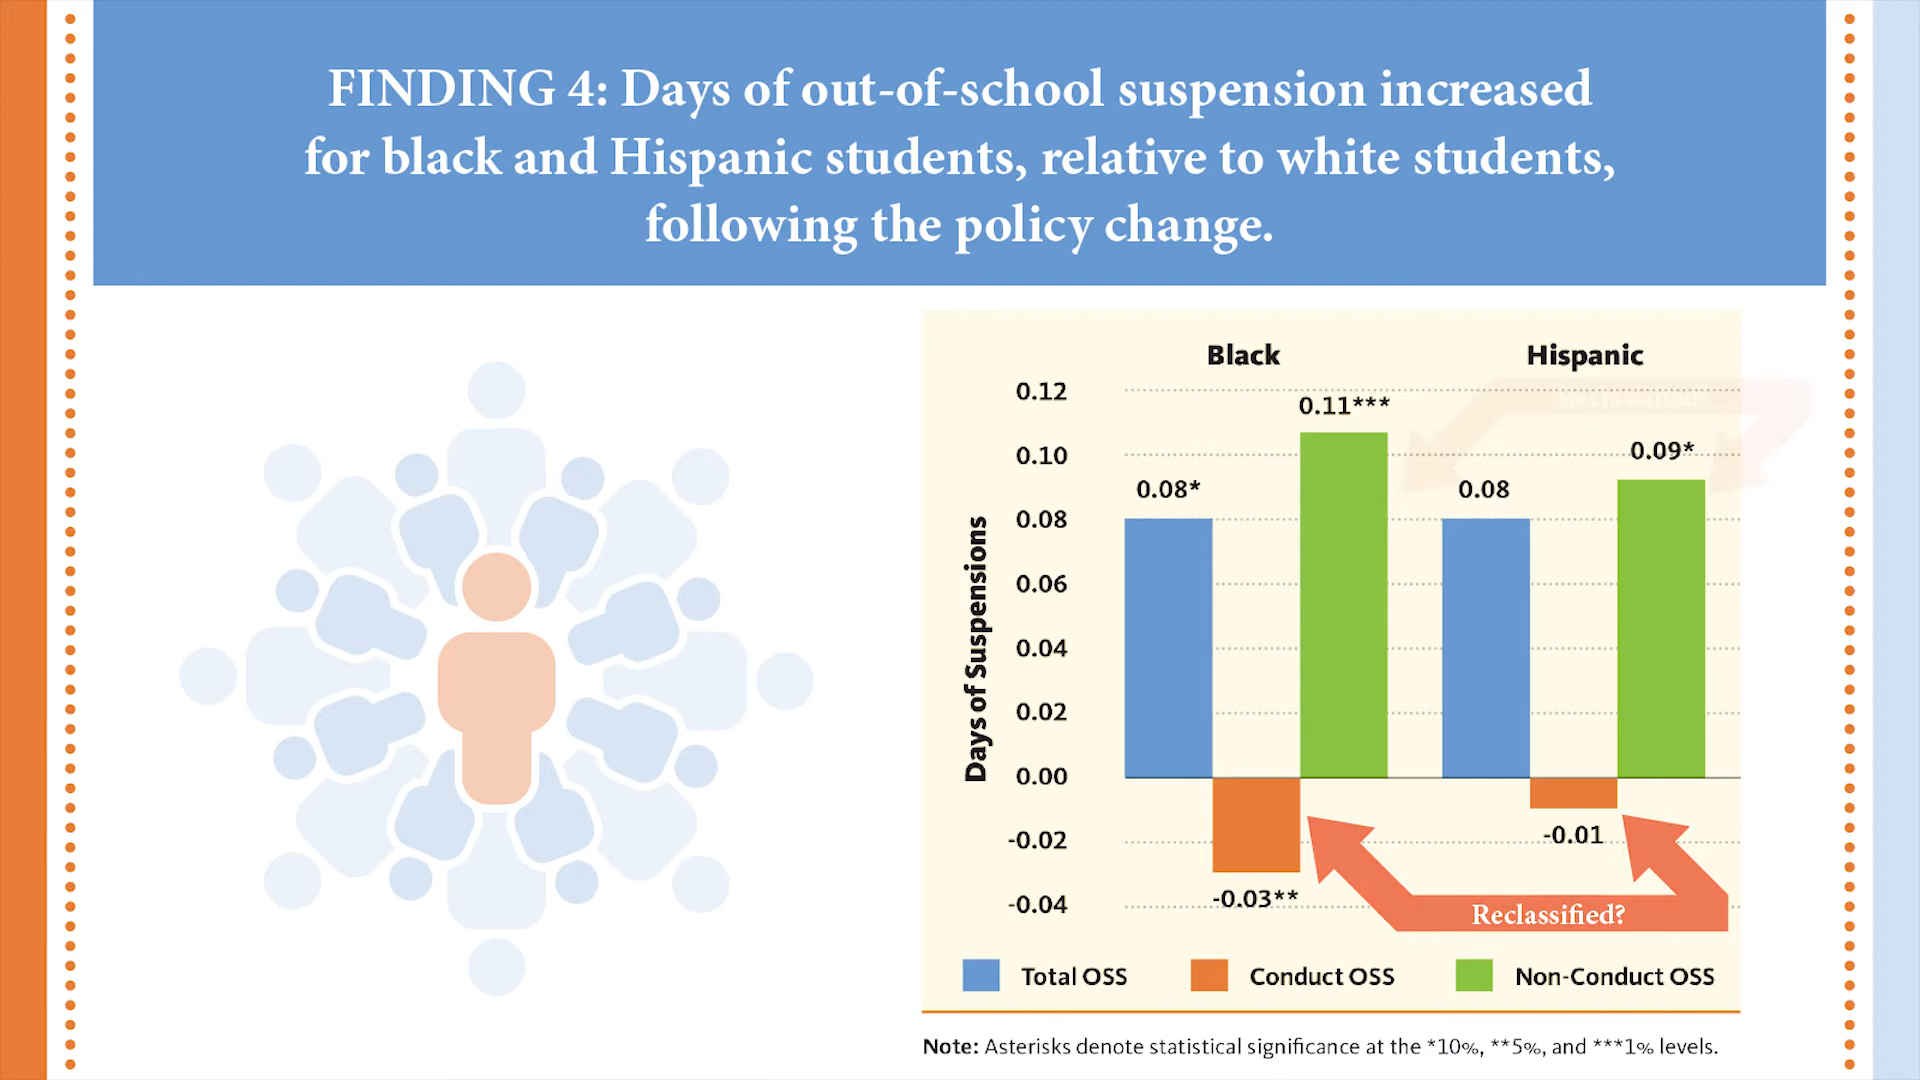 FINDING 4: Days of out-of-school suspension increased
for black and Hispanic students, relative to white students,
following the policy change.
Black
Hispanic
0.12
0.10
0.08
0.06
0.04
0.02
0.00
-0.02
-0.04
Days of Suspensions
0.08*
-0.03**
0.11***
0.08
-0.01
0.09*
Reclassified?
Total OSS
Conduct OSS
Non-Conduct OSS
Note: Asterisks denote statistical significance at the *10%, **5%, and ***1% levels.